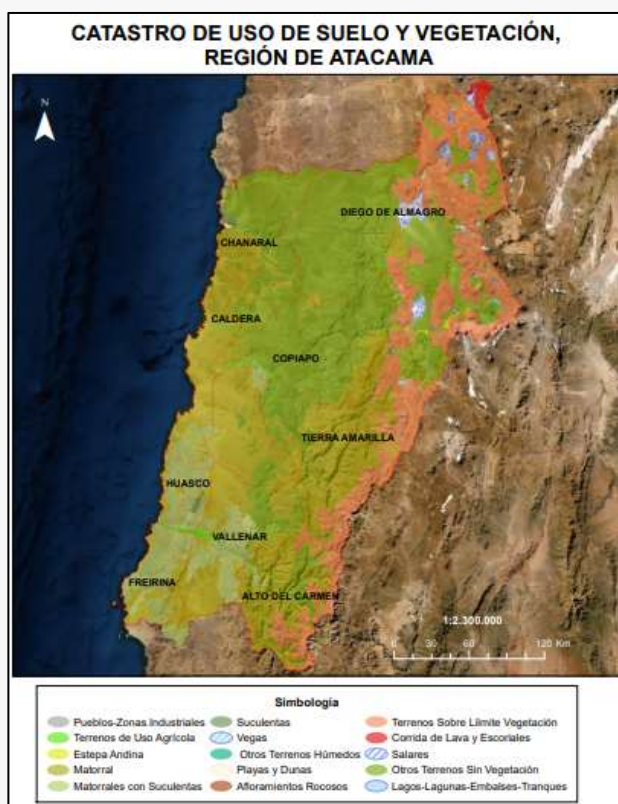 CATASTRO DE USO DE SUELO Y VEGETACIÓN,
REGIÓN DE ATACAMA
N
DIEGO DE ALMAGRO
CHANARAL
CALDERA
COPIAPO
TIERRA AMARILLA
HUASCO
VALLENAR
FREIRINA
ALTO DEL CARMEN
1:2.300.000
0 30 60 120 Km
Simbología
Pueblos-Zonas Industriales Suculentas Terrenos Sobre Llímite Vegetación
Terrenos de Uso Agrícola Vegas Corrida de Lava y Escoriales
Estepa Andina Otros Terrenos Húmedos Salares
Matorral Playas y Dunas Otros Terrenos Sin Vegetación
Matorrales con Suculentas Afloramientos Rocosos Lagos-Lagunas-Embalses-Tranques